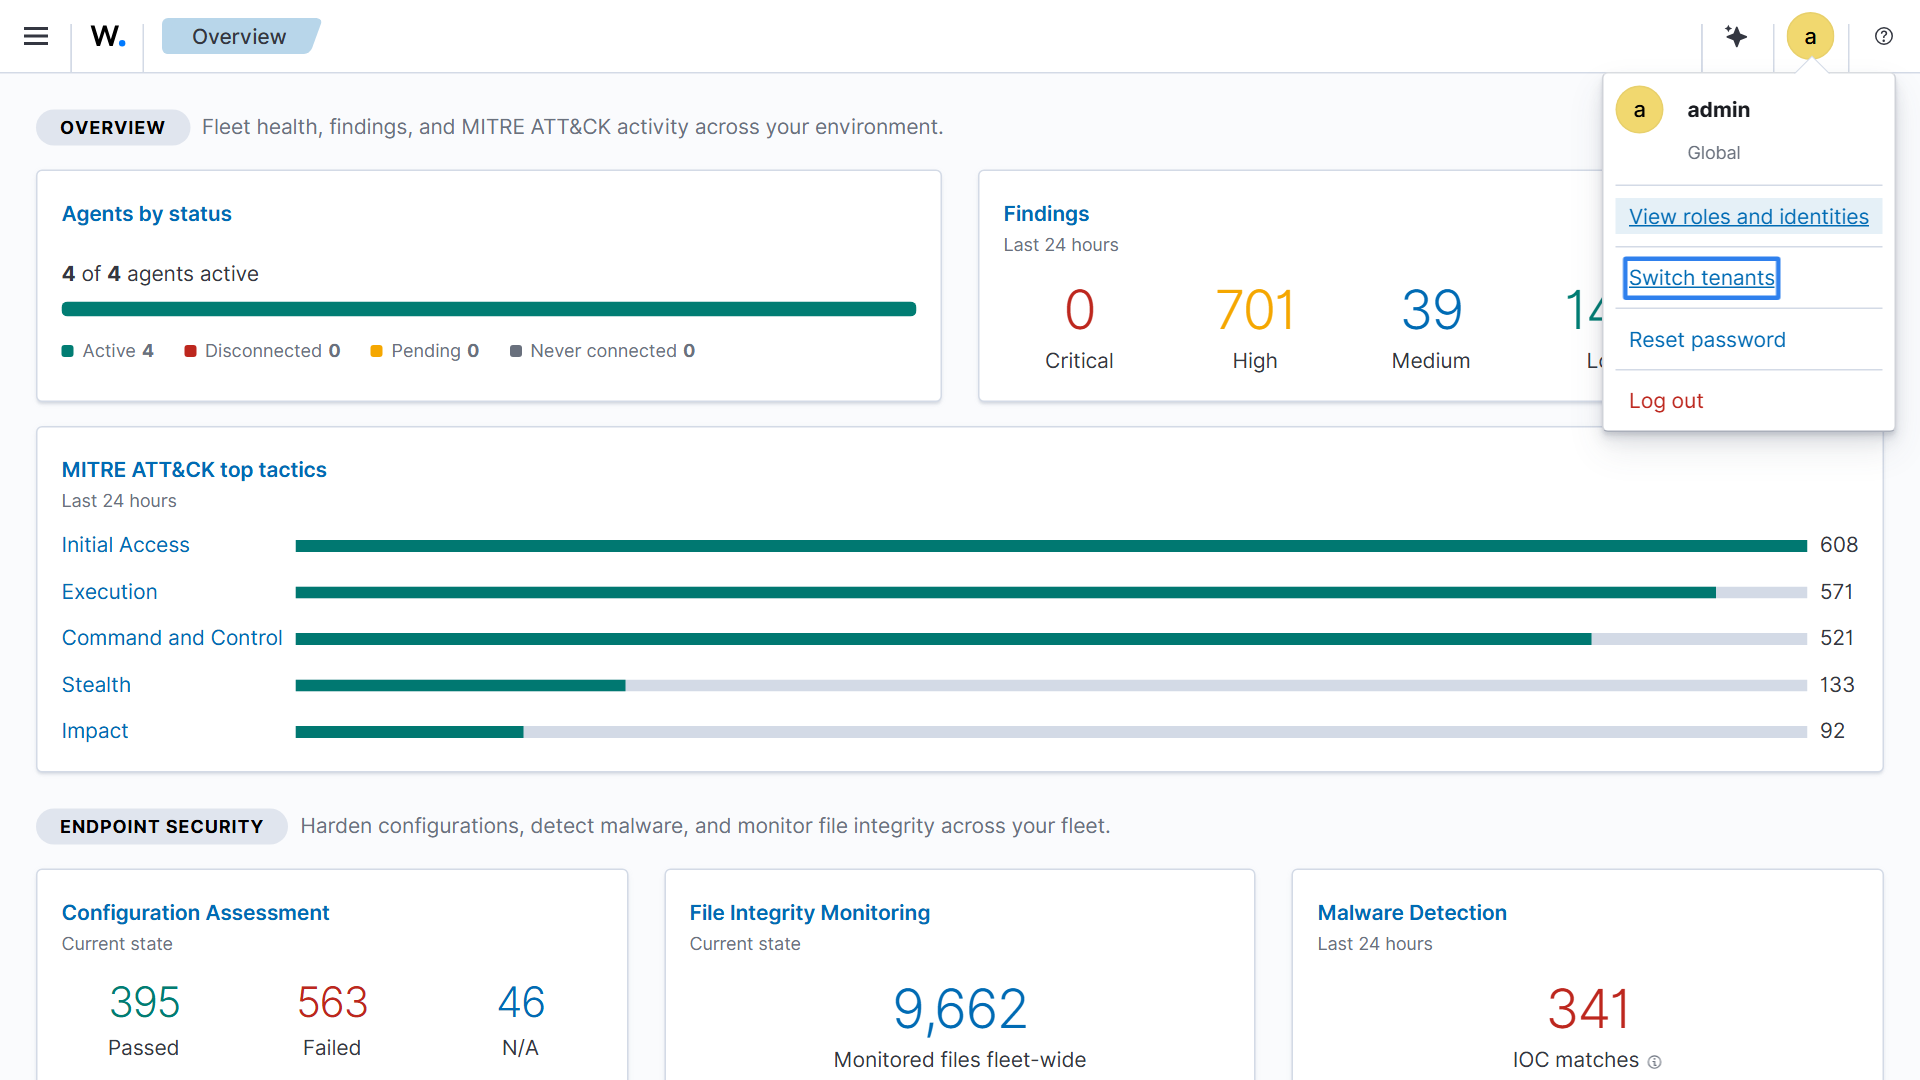 W.
Overview
a
OVERVIEW
Fleet health, findings, and MITRE ATT&CK activity across your environment.
a
admin
Global
View roles and identities
Switch tenants
Reset password
Log out
Agents by status
4 of 4 agents active
Active 4
Disconnected 0
Pending 0
Never connected 0
Findings
Last 24 hours
0
701
39
Critical
High
Medium
MITRE ATT&CK top tactics
Last 24 hours
Initial Access
608
Execution
571
Command and Control
521
Stealth
133
Impact
92
ENDPOINT SECURITY
Harden configurations, detect malware, and monitor file integrity across your fleet.
Configuration Assessment
Current state
395
563
46
Passed
Failed
N/A
File Integrity Monitoring
Current state
9,662
Monitored files fleet-wide
Malware Detection
Last 24 hours
341
IOC matches